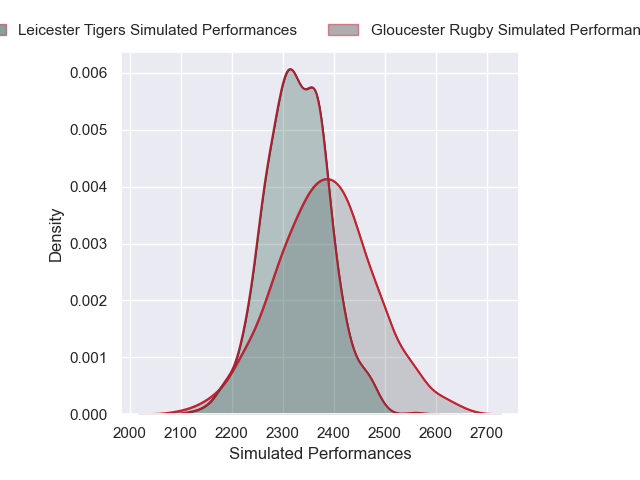 Leicester Tigers Simulated Performances Gloucester Rugby Simulated
0.006
0.005
0.004
0.003
0.002
0.001
0.000
Density
2000 2100 2200 2300 2400 2500 2600 2700
Simulated Performances